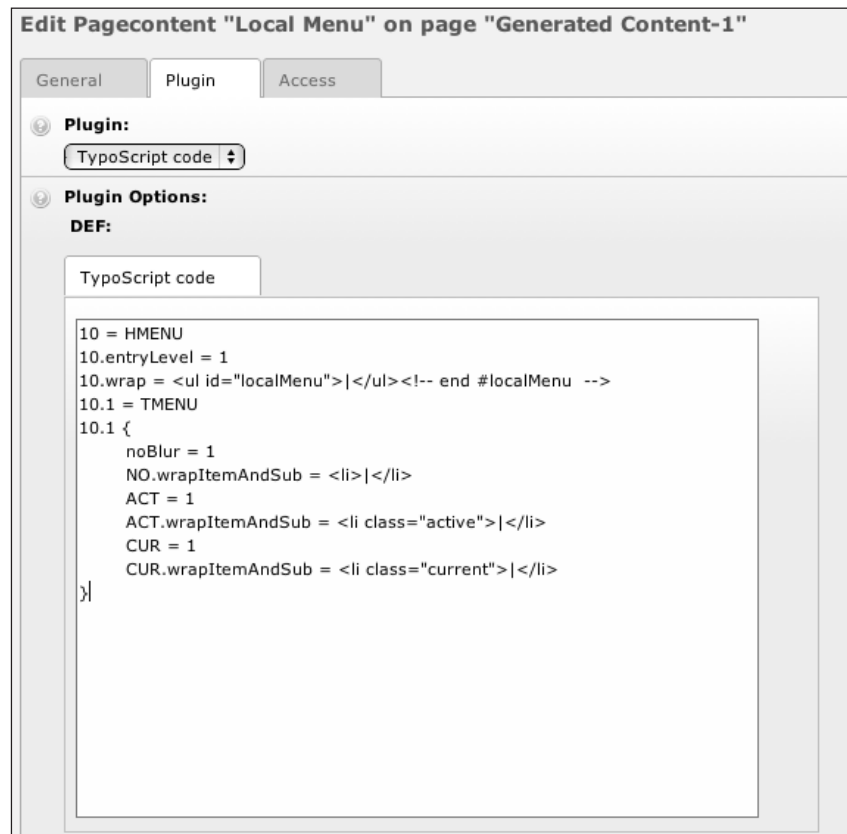 Edit Pagecontent "Local Menu" on page "Generated Content-1"
General Plugin Access
Plugin:
TypoScript code
Plugin Options:
DEF:
TypoScript code
10 = HMENU
10.entryLevel = 1
10.wrap = <ul id="localMenu">|</ul><!-- end #localMenu  -->
10.1 = TMENU
10.1 {
noBlur = 1
NO.wrapItemAndSub = <li>|</li>
ACT = 1
ACT.wrapItemAndSub = <li class="active">|</li>
CUR = 1
CUR.wrapItemAndSub = <li class="current">|</li>
}